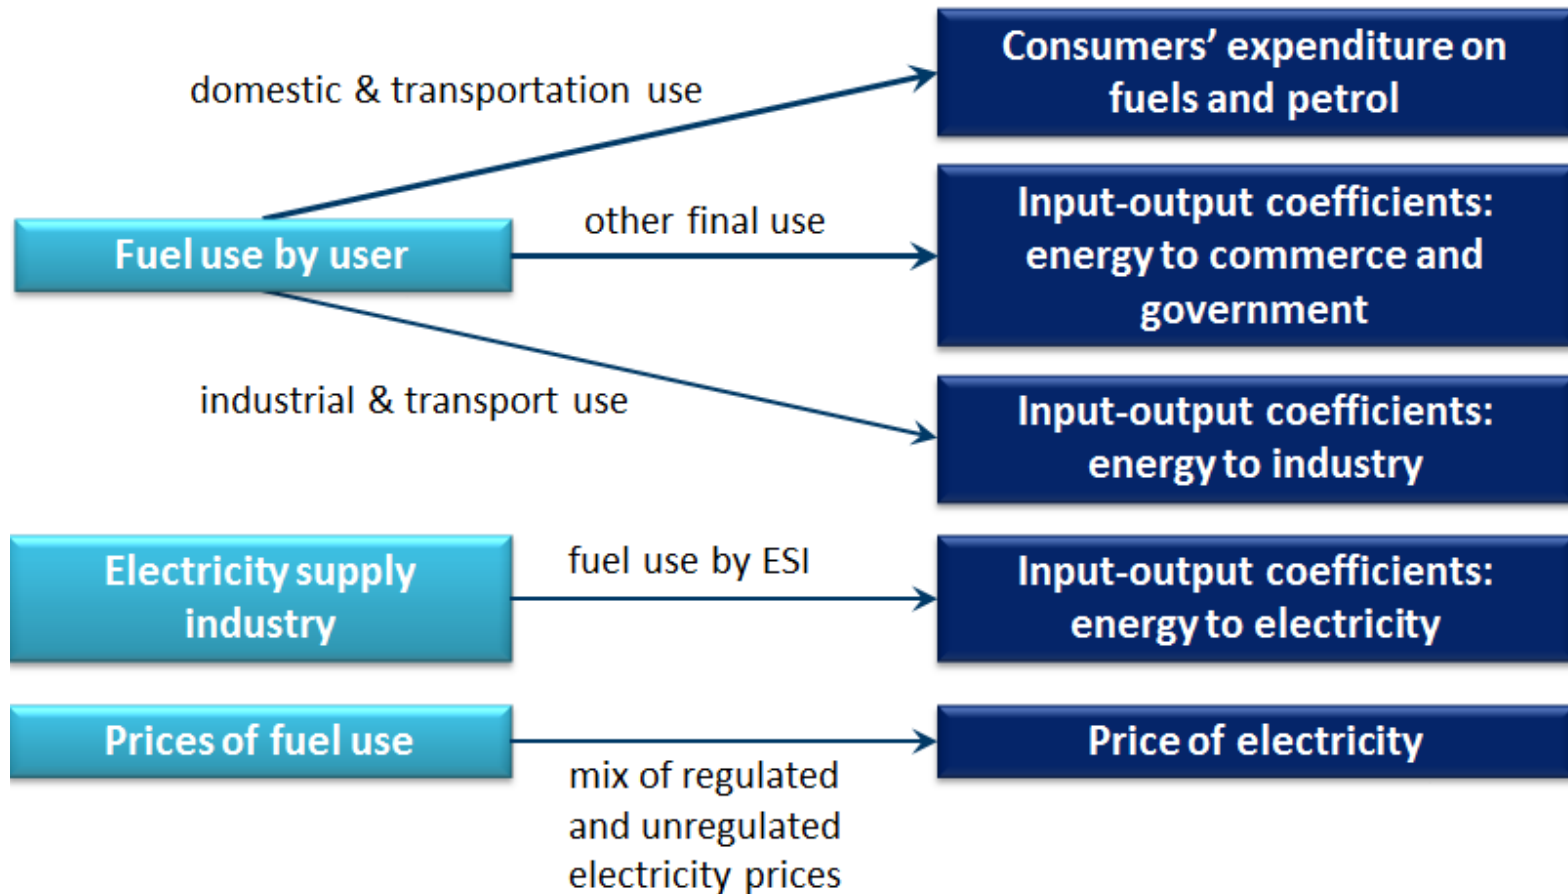 Consumers’ expenditure on
fuels and petrol
domestic & transportation use
Input-output coefficients:
energy to commerce and
government
other final use
Fuel use by user
industrial & transport use
Input-output coefficients:
energy to industry
Electricity supply
industry
fuel use by ESI
Input-output coefficients:
energy to electricity
Prices of fuel use
Price of electricity
mix of regulated
and unregulated
electricity prices